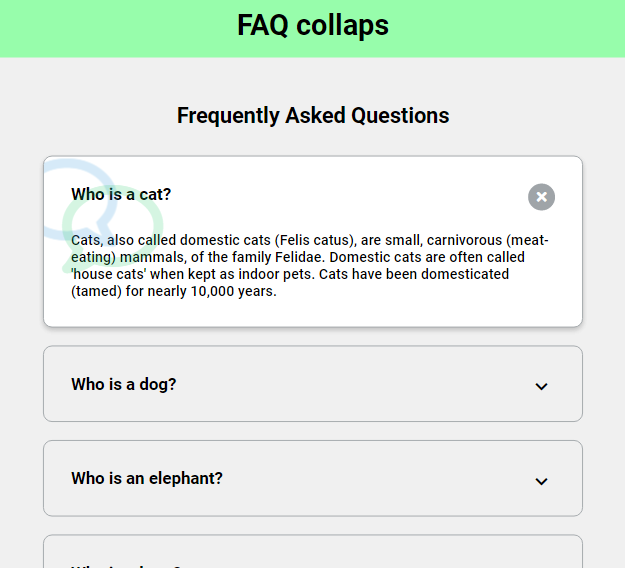 FAQ collaps
Frequently Asked Questions
Who is a cat?
Cats, also called domestic cats (Felis catus), are small, carnivorous (meat-
eating) mammals, of the family Felidae. Domestic cats are often called
'house cats' when kept as indoor pets. Cats have been domesticated
(tamed) for nearly 10,000 years.
Who is a dog?
Who is an elephant?